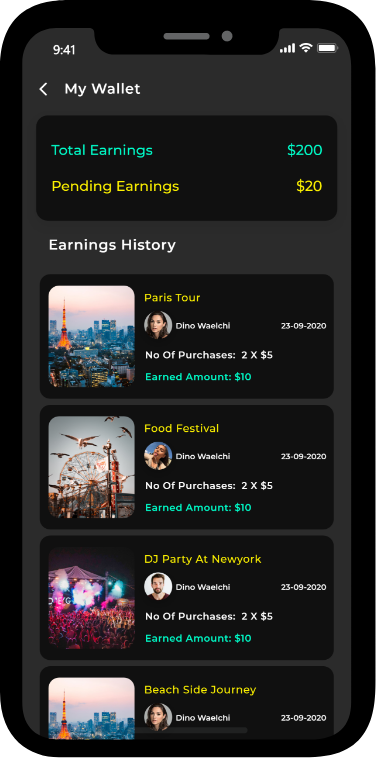 9:41
My Wallet
Total Earnings $200
Pending Earnings $20
Earnings History
Paris Tour
Dino Waelchi 23-09-2020
No Of Purchases: 2 X $5
Earned Amount: $10
Food Festival
Dino Waelchi 23-09-2020
No Of Purchases: 2 X $5
Earned Amount: $10
DJ Party At Newyork
Dino Waelchi 23-09-2020
No Of Purchases: 2 X $5
Earned Amount: $10
Beach Side Journey
Dino Waelchi 23-09-2020